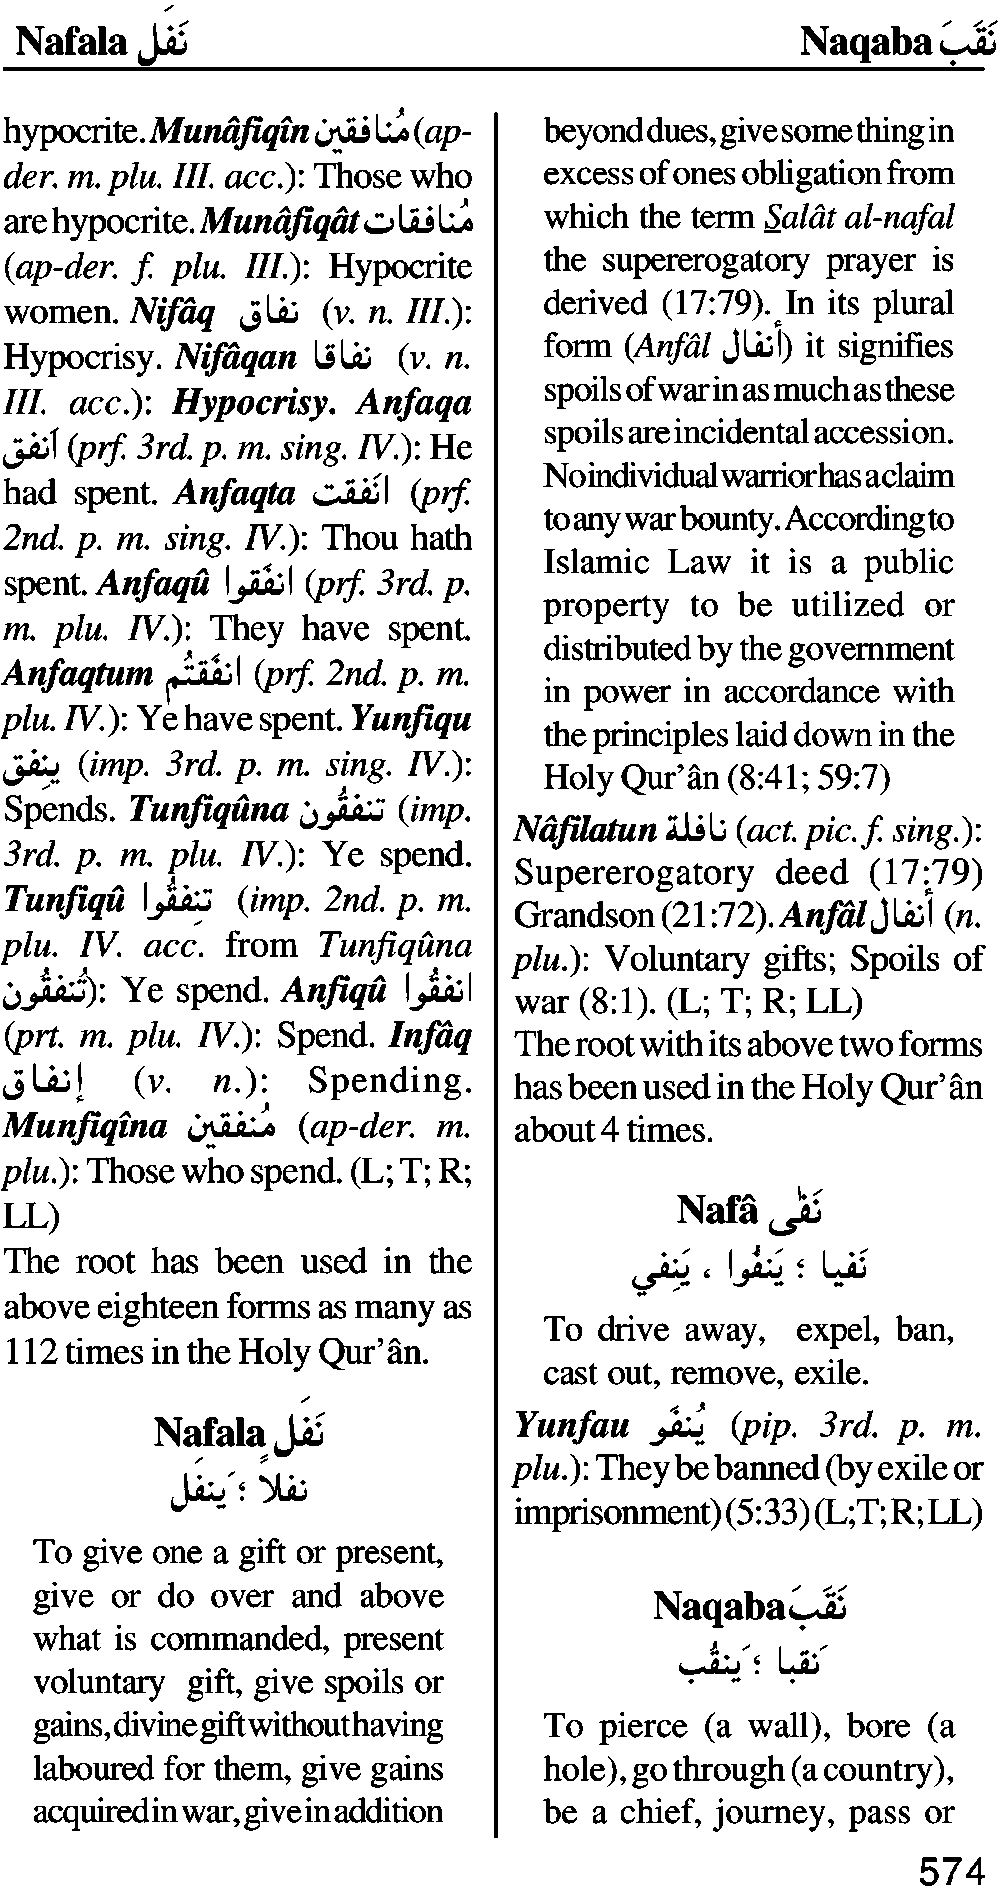 Nafala نَفَلَ
Naqaba نَقَبَ
hypocrite. Munâfiqîn مُنافقِين (ap-
der. m. plu. III. acc.): Those who
are hypocrite. Munâfiqât
مُنافقات
(ap-der. f. plu. III.): Hypocrite
women. Nifâq نفاق (v. n. III.):
Hypocrisy. Nifâqan نفاقا (v. n.
III. acc.): Hypocrisy. Anfaqa
أنفق (prf. 3rd. p. m. sing. IV.): He
had spent. Anfaqta انَفقت (prf.
2nd. p. m. sing. IV.): Thou hath
spent. Anfaqû انفَقوا (prf. 3rd. p.
m. plu. IV.): They have spent.
Anfaqtum انفَقتُم (prf. 2nd. p. m.
plu. IV.): Ye have spent. Yunfiqu
ينفِق (imp. 3rd. p. m. sing. IV.):
Spends. Tunfiqûna تنفقُون (imp.
3rd. p. m. plu. IV.): Ye spend.
Tunfiqû تنفِقُوا (imp. 2nd. p. m.
plu. IV. acc. from Tunfiqûna
تُنفقُون): Ye spend. Anfiqû انفقُوا
(prt. m. plu. IV.): Spend. Infâq
إنفاق (v. n.): Spending.
Munfiqîna مُنفقِين (ap-der. m.
plu.): Those who spend. (L; T; R;
LL)
The root has been used in the
above eighteen forms as many as
112 times in the Holy Qur’ân.
Nafala نَفَلَ
نفلاً ؛ يَنفِل
To give one a gift or present,
give or do over and above
what is commanded, present
voluntary gift, give spoils or
gains, divine gift without having
laboured for them, give gains
acquired in war, give in addition
beyond dues, give some thing in
excess of ones obligation from
which the term Salât al-nafal
the supererogatory prayer is
derived (17:79). In its plural
form (Anfâl أنفال) it signifies
spoils of war in as much as these
spoils are incidental accession.
No individual warrior has a claim
to any war bounty. According to
Islamic Law it is a public
property to be utilized or
distributed by the government
in power in accordance with
the principles laid down in the
Holy Qur’ân (8:41; 59:7)
Nâfilatun نافلة (act. pic. f. sing.):
Supererogatory deed (17:79)
Grandson (21:72). Anfâl أنفال (n.
plu.): Voluntary gifts; Spoils of
war (8:1). (L; T; R; LL)
The root with its above two forms
has been used in the Holy Qur’ân
about 4 times.
Nafâ نَفٰى
نَفيا ؛ يَنفُوا ، يَنفِي
To drive away, expel, ban,
cast out, remove, exile.
Yunfau يُنفَو (pip. 3rd. p. m.
plu.): They be banned (by exile or
imprisonment) (5:33) (L; T; R; LL)
Naqaba نَقَبَ
نَقبا ؛ يَنقُب
To pierce (a wall), bore (a
hole), go through (a country),
be a chief, journey, pass or
574